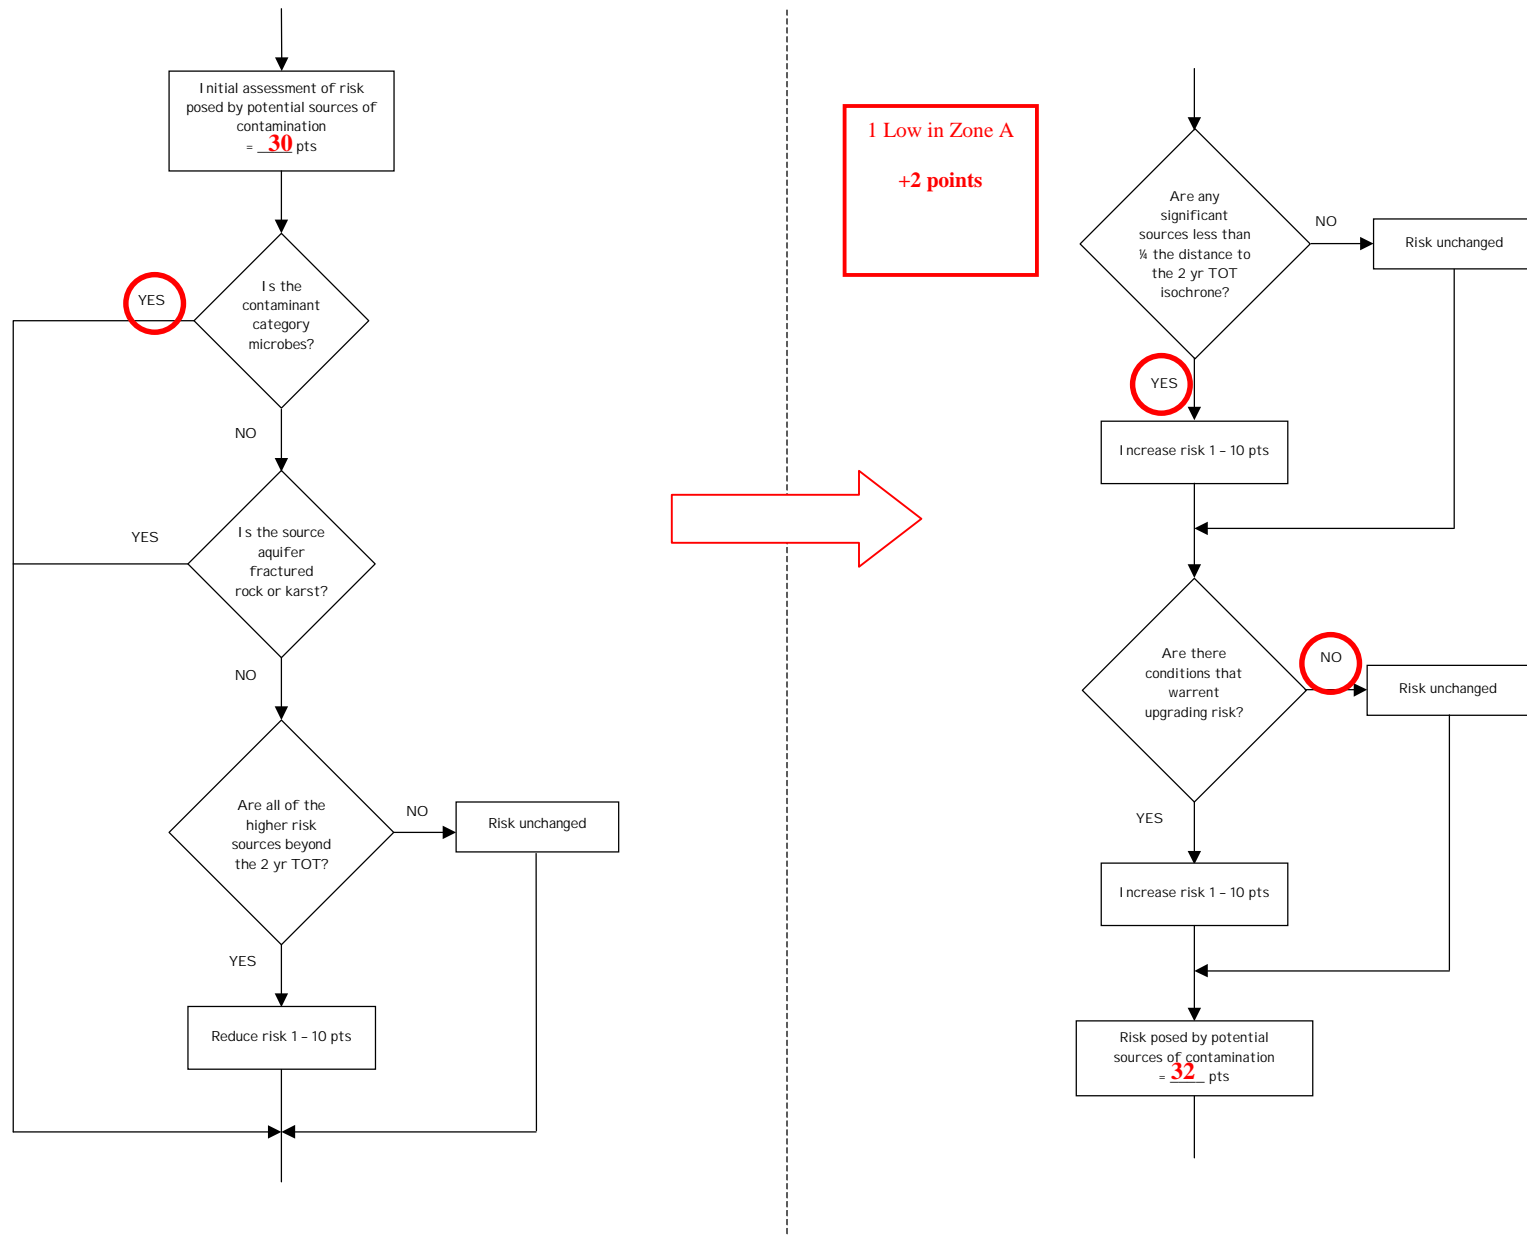 Initial assessment of risk
posed by potential sources of
contamination
= __30__ pts
YES
Is the
contaminant
category
microbes?
NO
YES
Is the source
aquifer
fractured
rock or karst?
NO
Are all of the
higher risk
sources beyond
the 2 yr TOT?
NO
Risk unchanged
YES
Reduce risk 1 – 10 pts
1 Low in Zone A
+2 points
Are any
significant
sources less than
¼ the distance to
the 2 yr TOT
isochrone?
NO
Risk unchanged
YES
Increase risk 1 – 10 pts
Are there
conditions that
warrent
upgrading risk?
NO
Risk unchanged
YES
Increase risk 1 – 10 pts
Risk posed by potential
sources of contamination
= __32__ pts